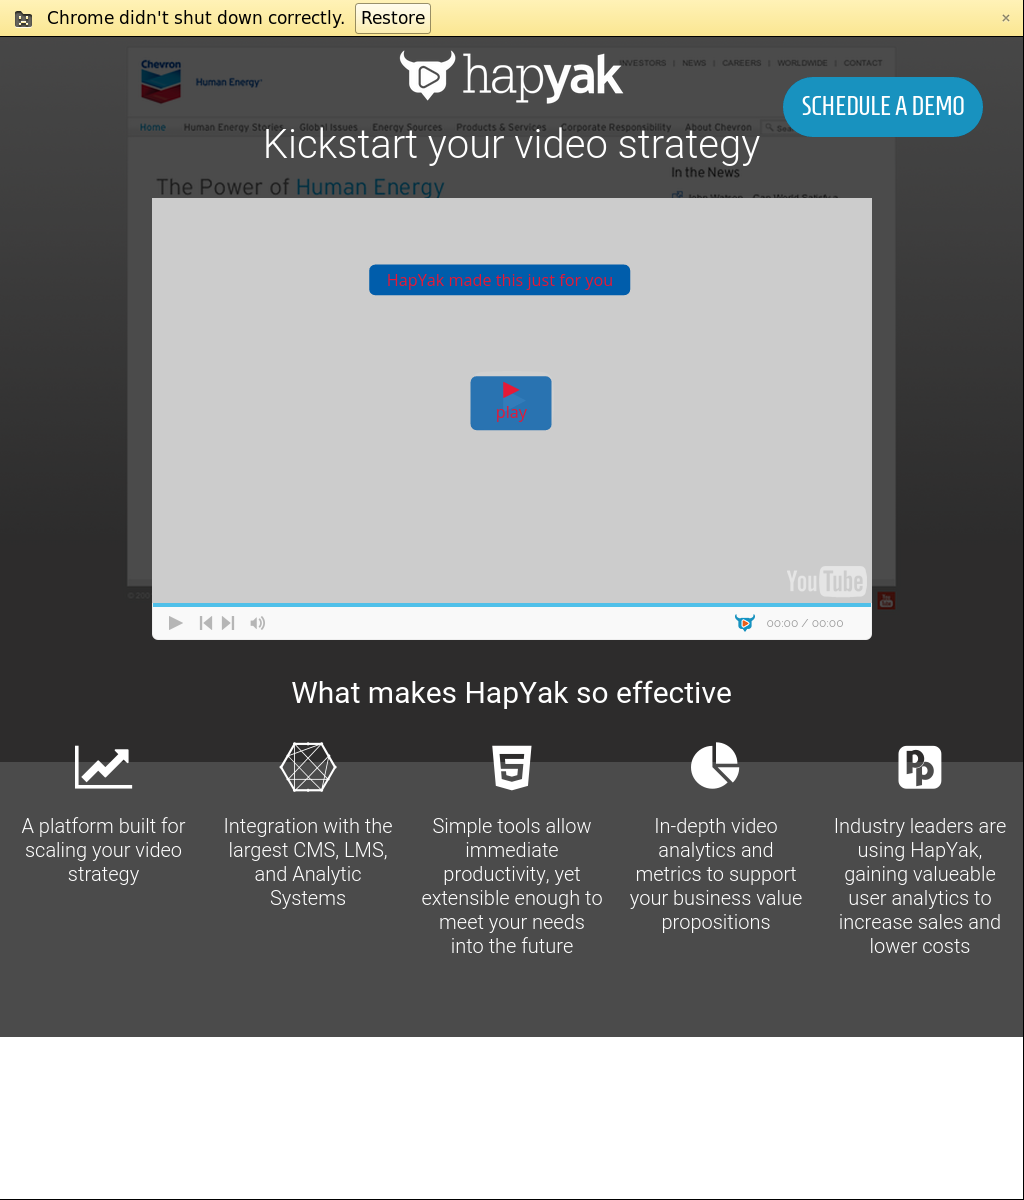 Chrome didn't shut down correctly. Restore
Chevron
Human Energy
INVESTORS | NEWS | CAREERS | WORLDWIDE | CONTACT
hapyak
SCHEDULE A DEMO
Home Human Energy Stories Global Issues Energy Sources Products & Services Corporate Responsibility About Chevron
Kickstart your video strategy
The Power of Human Energy
In the News
HapYak made this just for you
play
YouTube
00:00 / 00:00
What makes HapYak so effective
A platform built for
scaling your video
strategy
Integration with the
largest CMS, LMS,
and Analytic
Systems
Simple tools allow
immediate
productivity, yet
extensible enough to
meet your needs
into the future
In-depth video
analytics and
metrics to support
your business value
propositions
Industry leaders are
using HapYak,
gaining valueable
user analytics to
increase sales and
lower costs